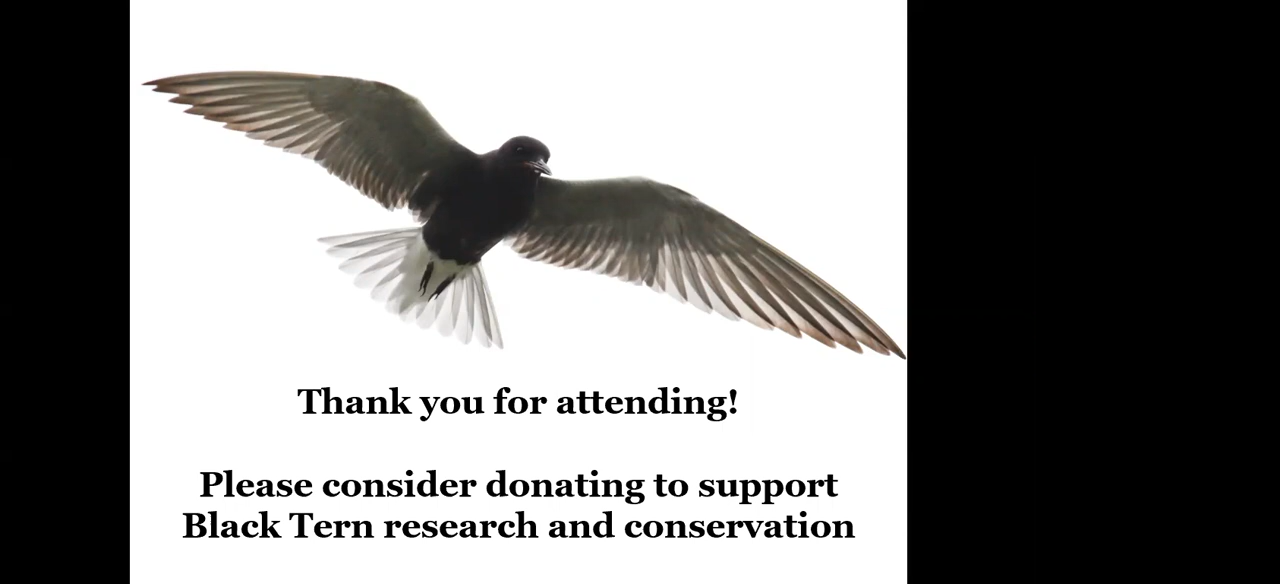 Thank you for attending!
Please consider donating to support
Black Tern research and conservation